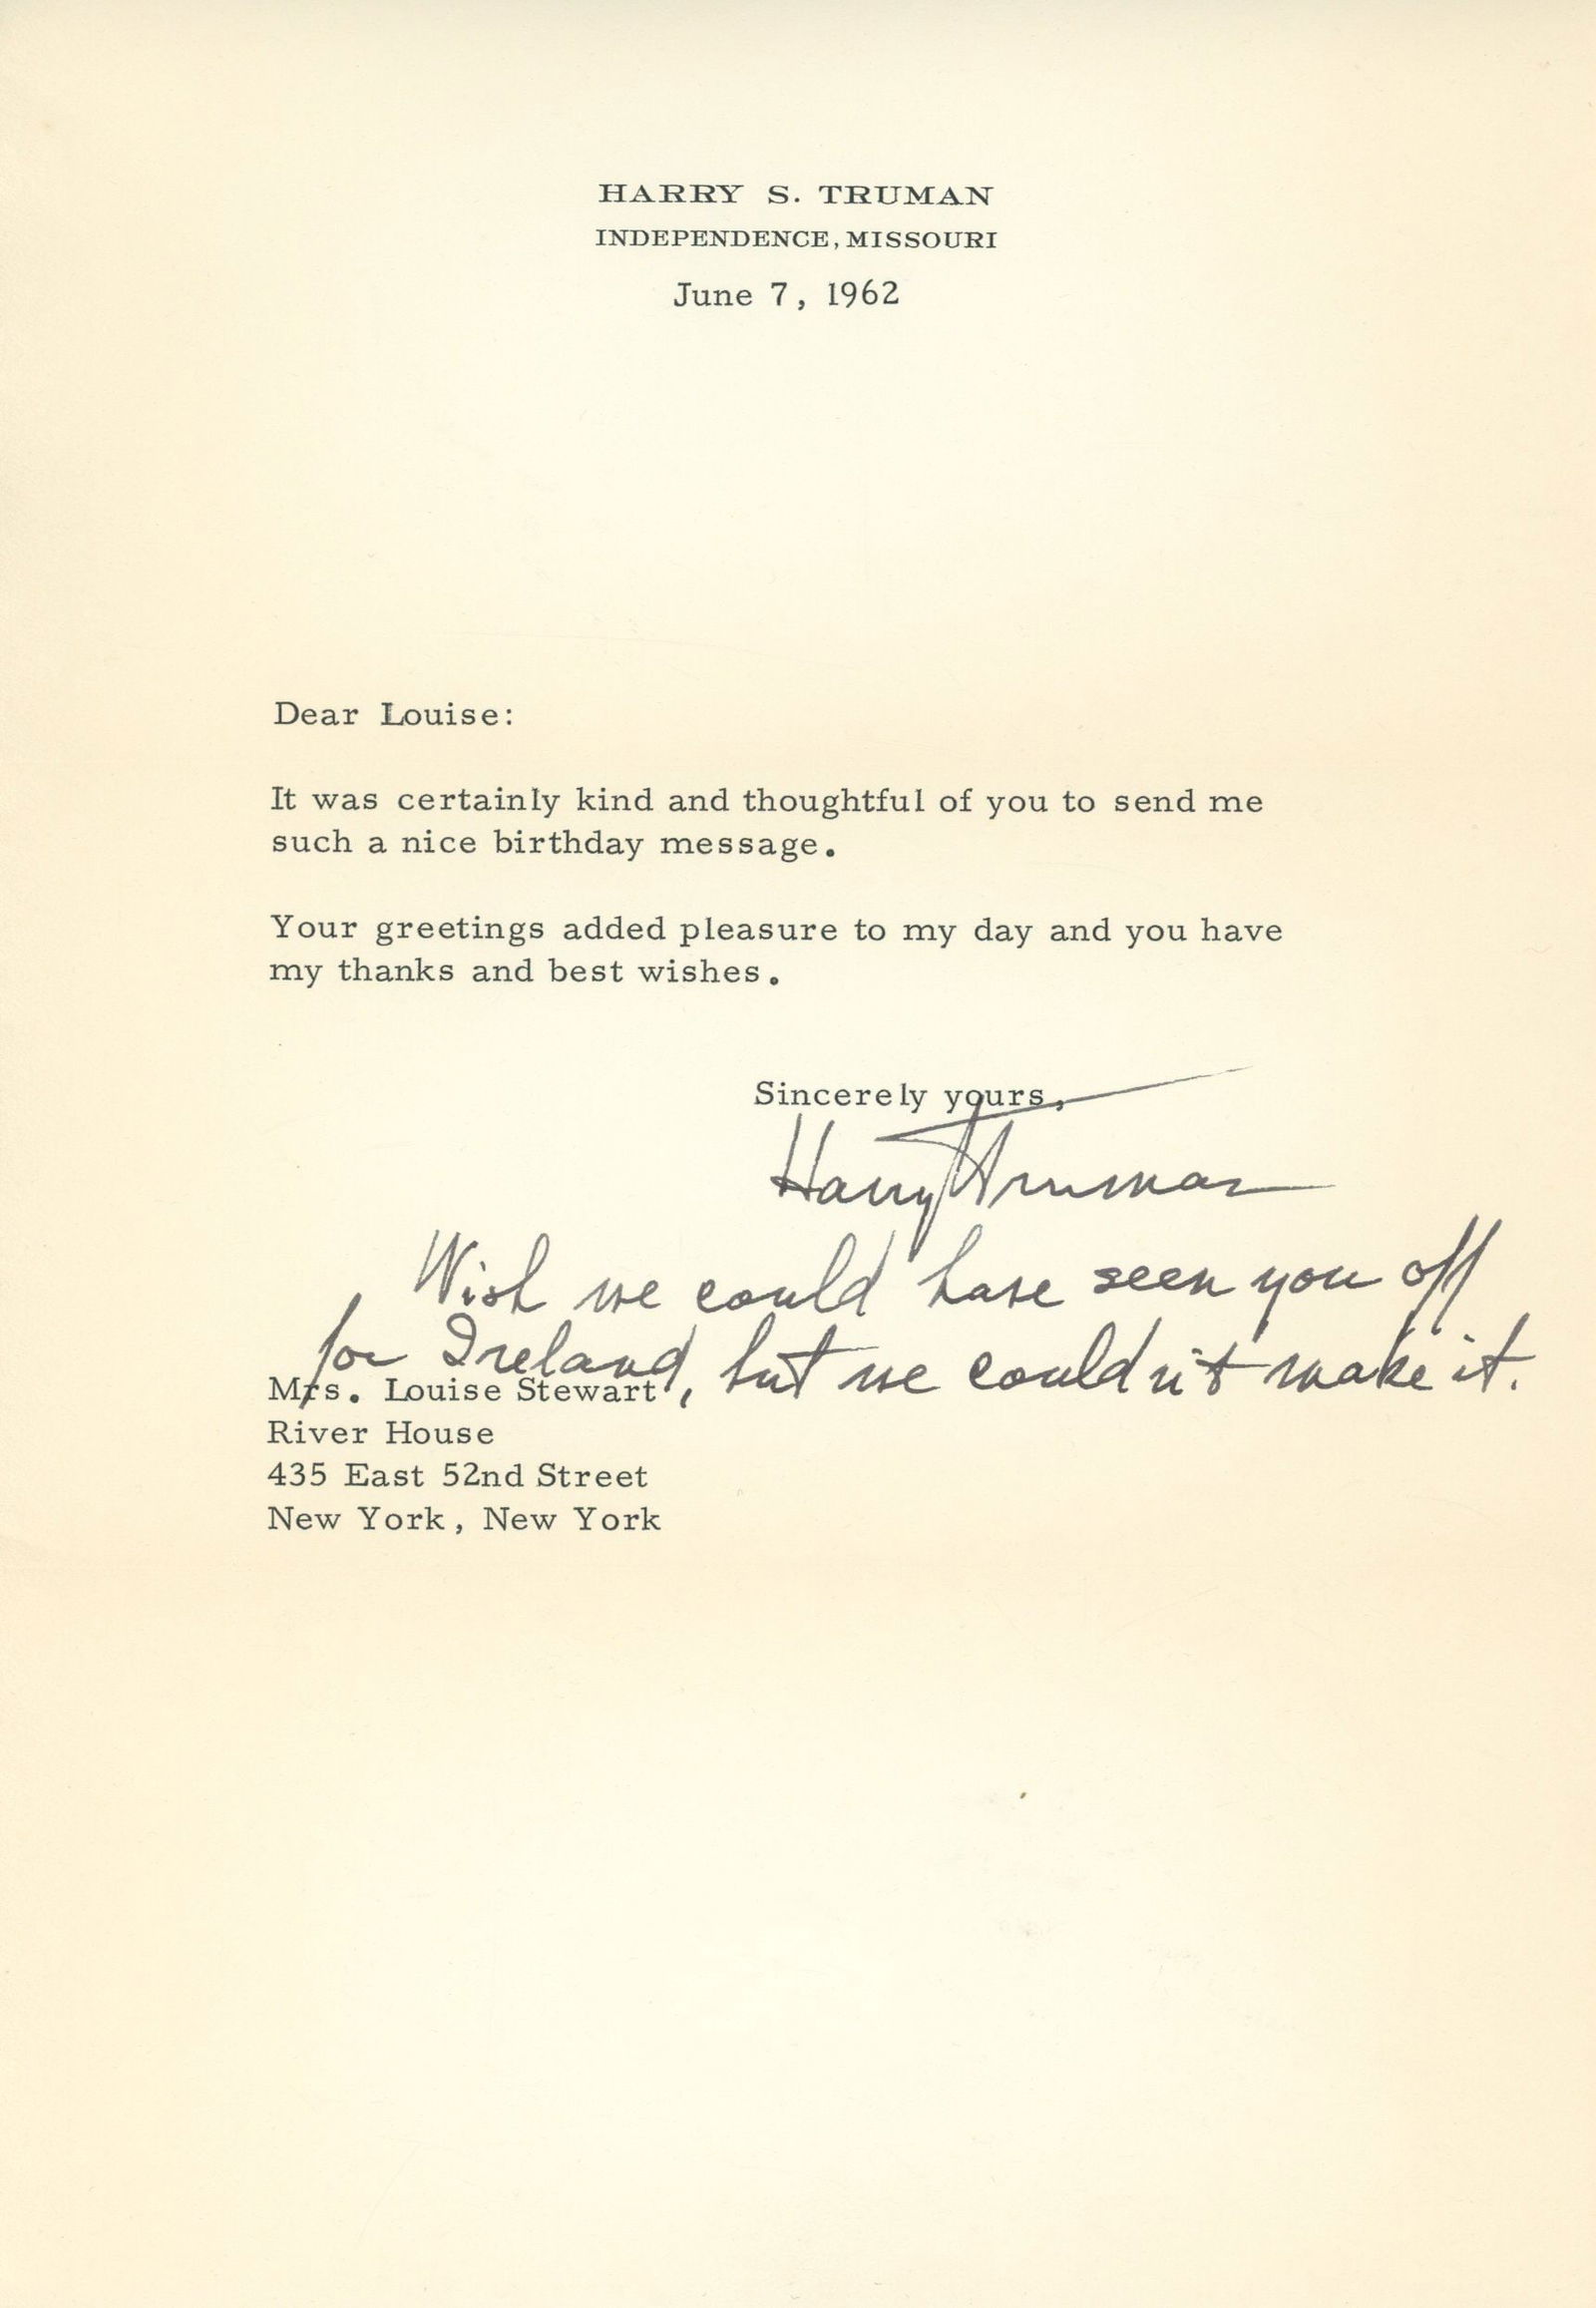 HARRY S. TRUMAN
INDEPENDENCE, MISSOURI
June 7, 1962
Dear Louise:
It was certainly kind and thoughtful of you to send me
such a nice birthday message.
Your greetings added pleasure to my day and you have
my thanks and best wishes.
Sincerely yours,
Harry Truman
Wish we could have seen you off
for Ireland, but we couldn't make it.
Mrs. Louise Stewart
River House
435 East 52nd Street
New York, New York